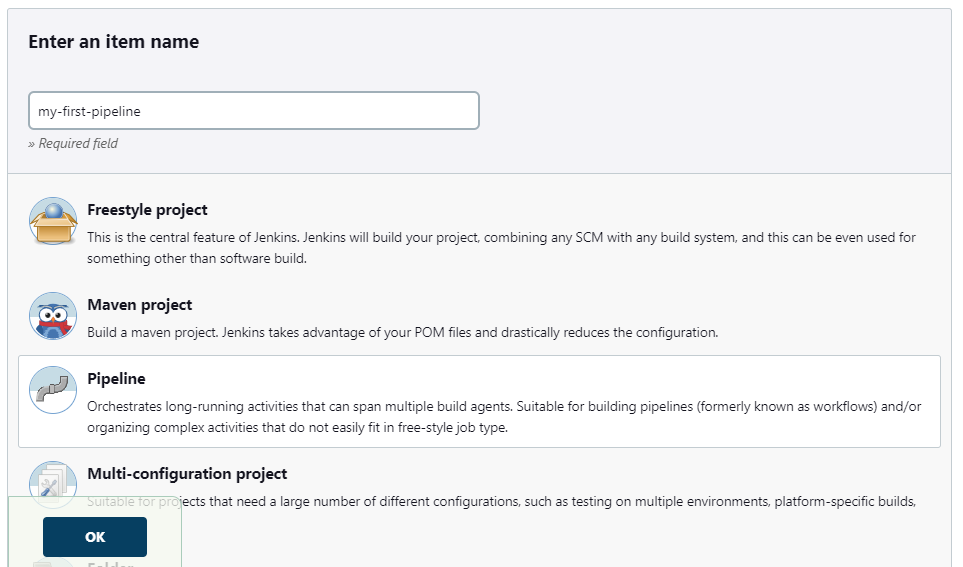 Enter an item name
my-first-pipeline
» Required field
Freestyle project
This is the central feature of Jenkins. Jenkins will build your project, combining any SCM with any build system, and this can be even used for
something other than software build.
Maven project
Build a maven project. Jenkins takes advantage of your POM files and drastically reduces the configuration.
Pipeline
Orchestrates long-running activities that can span multiple build agents. Suitable for building pipelines (formerly known as workflows) and/or
organizing complex activities that do not easily fit in free-style job type.
Multi-configuration project
Suitable for projects that need a large number of different configurations, such as testing on multiple environments, platform-specific builds,
OK
Folder